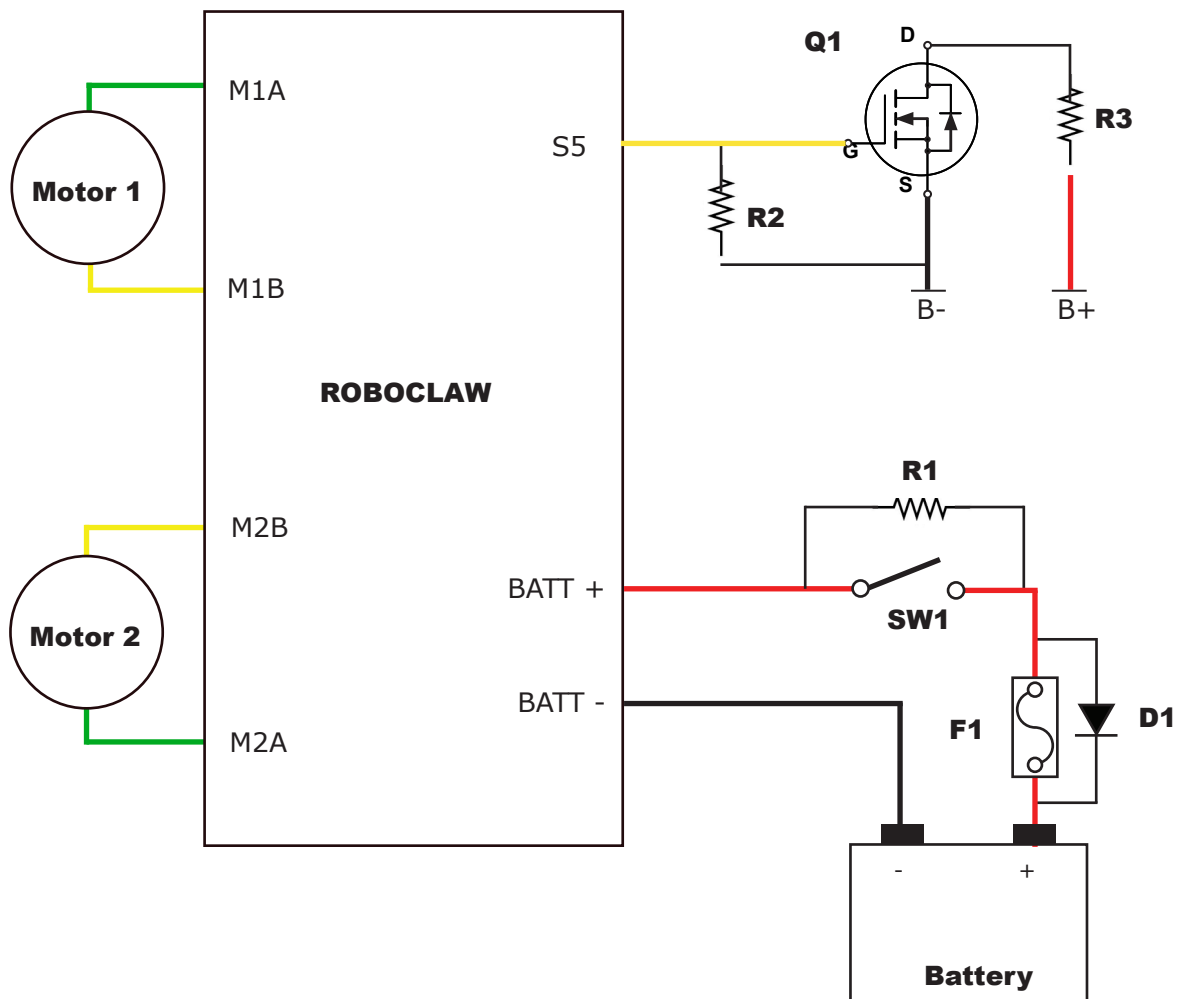 Q1
D
M1A
R3
S5
G
Motor 1
S
R2
M1B
B-
B+
ROBOCLAW
R1
M2B
BATT +
SW1
Motor 2
BATT -
D1
F1
M2A
-
+
Battery